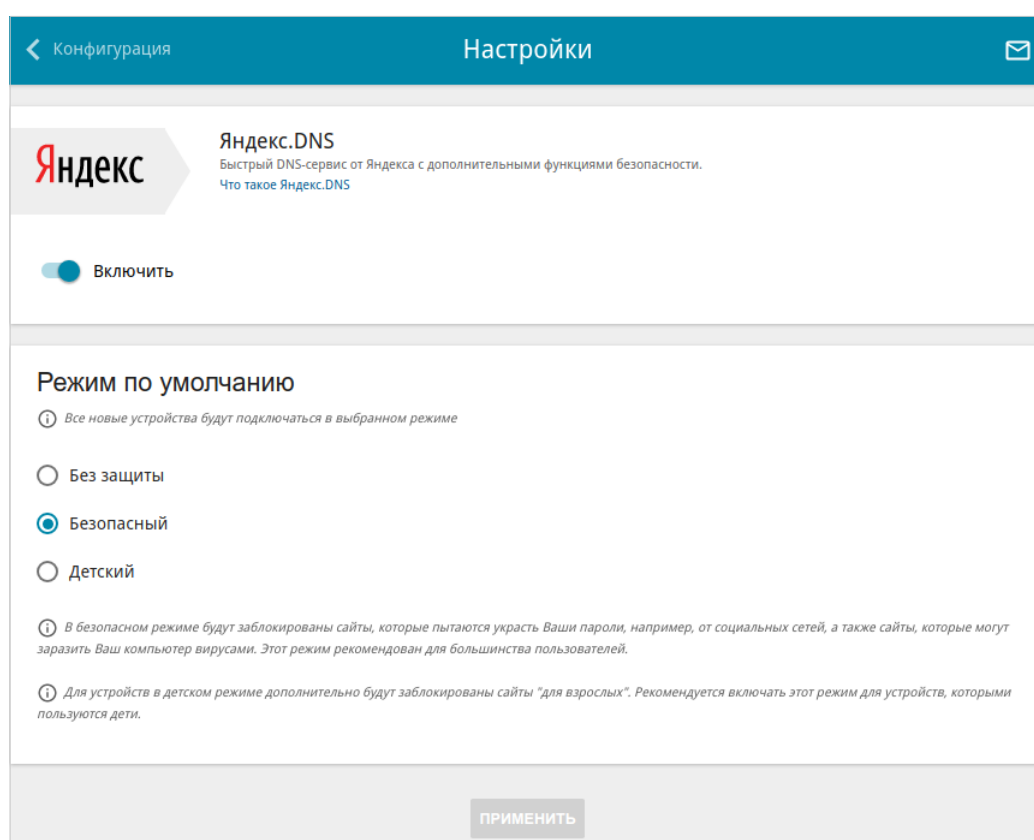 Конфигурация
Настройки
Яндекс
Яндекс.DNS
Быстрый DNS-сервис от Яндекса с дополнительными функциями безопасности.
Что такое Яндекс.DNS
Включить
Режим по умолчанию
Все новые устройства будут подключаться в выбранном режиме
Без защиты
Безопасный
Детский
В безопасном режиме будут заблокированы сайты, которые пытаются украсть Ваши пароли, например, от социальных сетей, а также сайты, которые могут
заразить Ваш компьютер вирусами. Этот режим рекомендован для большинства пользователей.
Для устройств в детском режиме дополнительно будут заблокированы сайты "для взрослых". Рекомендуется включать этот режим для устройств, которыми
пользуются дети.
ПРИМЕНИТЬ